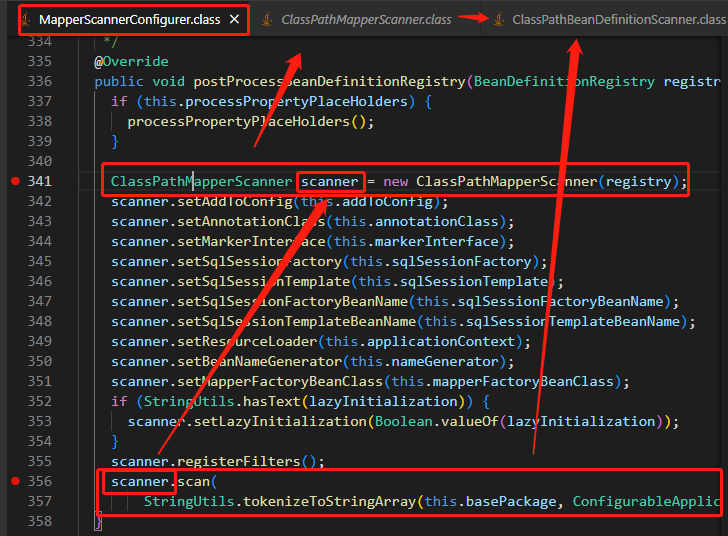 MapperScannerConfigurer.class ✕ ClassPathMapperScanner.class ClassPathBeanDefinitionScanner.class
334 */
335 @Override
336 public void postProcessBeanDefinitionRegistry(BeanDefinitionRegistry registr
337 if (this.processPropertyPlaceHolders) {
338 processPropertyPlaceHolders();
339 }
340
341 ClassPathMapperScanner scanner = new ClassPathMapperScanner(registry);
342 scanner.setAddToConfig(this.addToConfig);
343 scanner.setAnnotationClass(this.annotationClass);
344 scanner.setMarkerInterface(this.markerInterface);
345 scanner.setSqlSessionFactory(this.sqlSessionFactory);
346 scanner.setSqlSessionTemplate(this.sqlSessionTemplate);
347 scanner.setSqlSessionFactoryBeanName(this.sqlSessionFactoryBeanName);
348 scanner.setSqlSessionTemplateBeanName(this.sqlSessionTemplateBeanName);
349 scanner.setResourceLoader(this.applicationContext);
350 scanner.setBeanNameGenerator(this.nameGenerator);
351 scanner.setMapperFactoryBeanClass(this.mapperFactoryBeanClass);
352 if (StringUtils.hasText(lazyInitialization)) {
353 scanner.setLazyInitialization(Boolean.valueOf(lazyInitialization));
354 }
355 scanner.registerFilters();
356 scanner.scan(
357 StringUtils.tokenizeToStringArray(this.basePackage, ConfigurableApplic
358 }